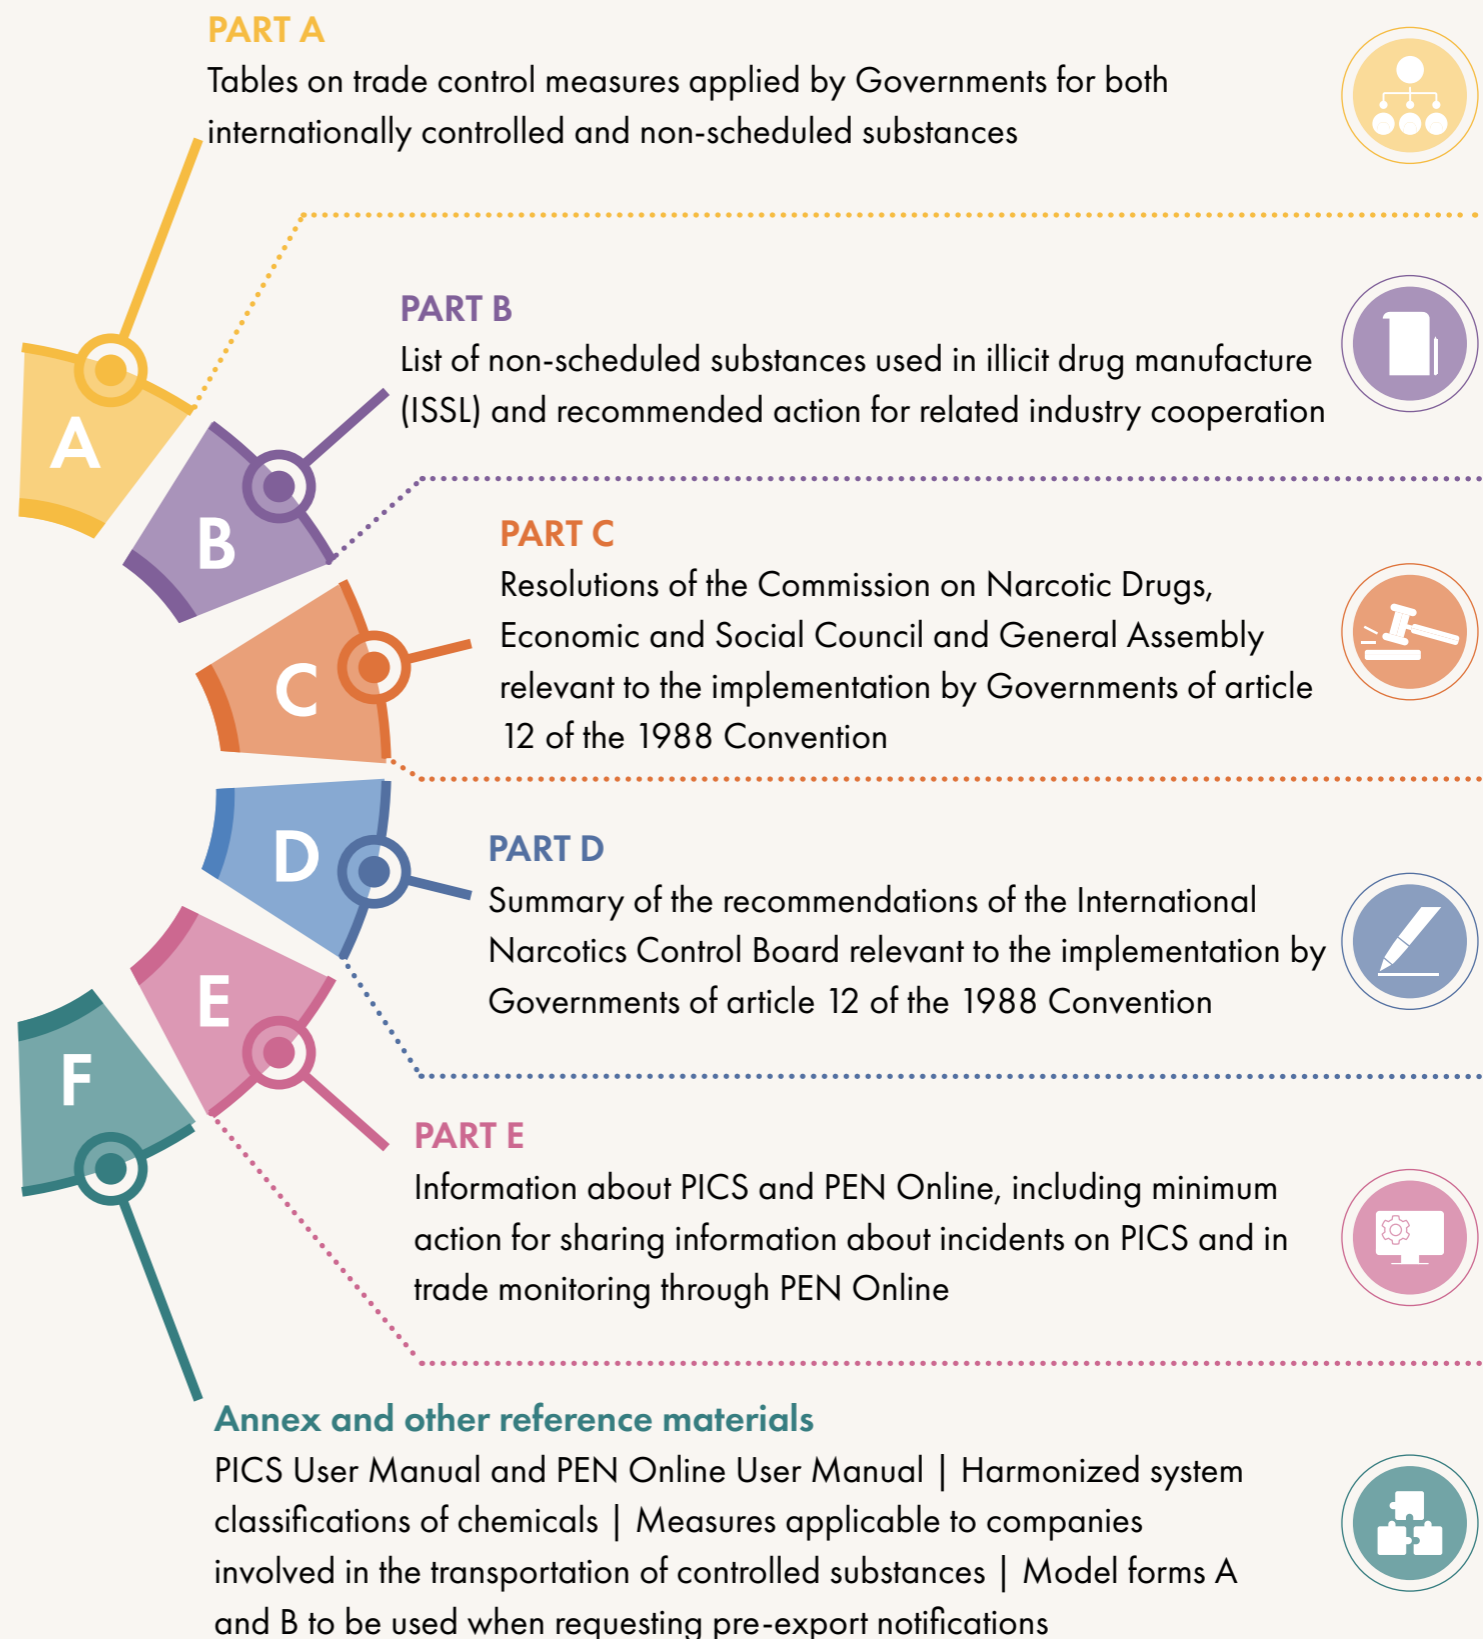 PART A
Tables on trade control measures applied by Governments for both
internationally controlled and non-scheduled substances
A
PART B
List of non-scheduled substances used in illicit drug manufacture
(ISSL) and recommended action for related industry cooperation
B
PART C
Resolutions of the Commission on Narcotic Drugs,
Economic and Social Council and General Assembly
relevant to the implementation by Governments of article
12 of the 1988 Convention
C
PART D
Summary of the recommendations of the International
Narcotics Control Board relevant to the implementation by
Governments of article 12 of the 1988 Convention
D
PART E
Information about PICS and PEN Online, including minimum
action for sharing information about incidents on PICS and in
trade monitoring through PEN Online
E
F
Annex and other reference materials
PICS User Manual and PEN Online User Manual | Harmonized system
classifications of chemicals | Measures applicable to companies
involved in the transportation of controlled substances | Model forms A
and B to be used when requesting pre-export notifications